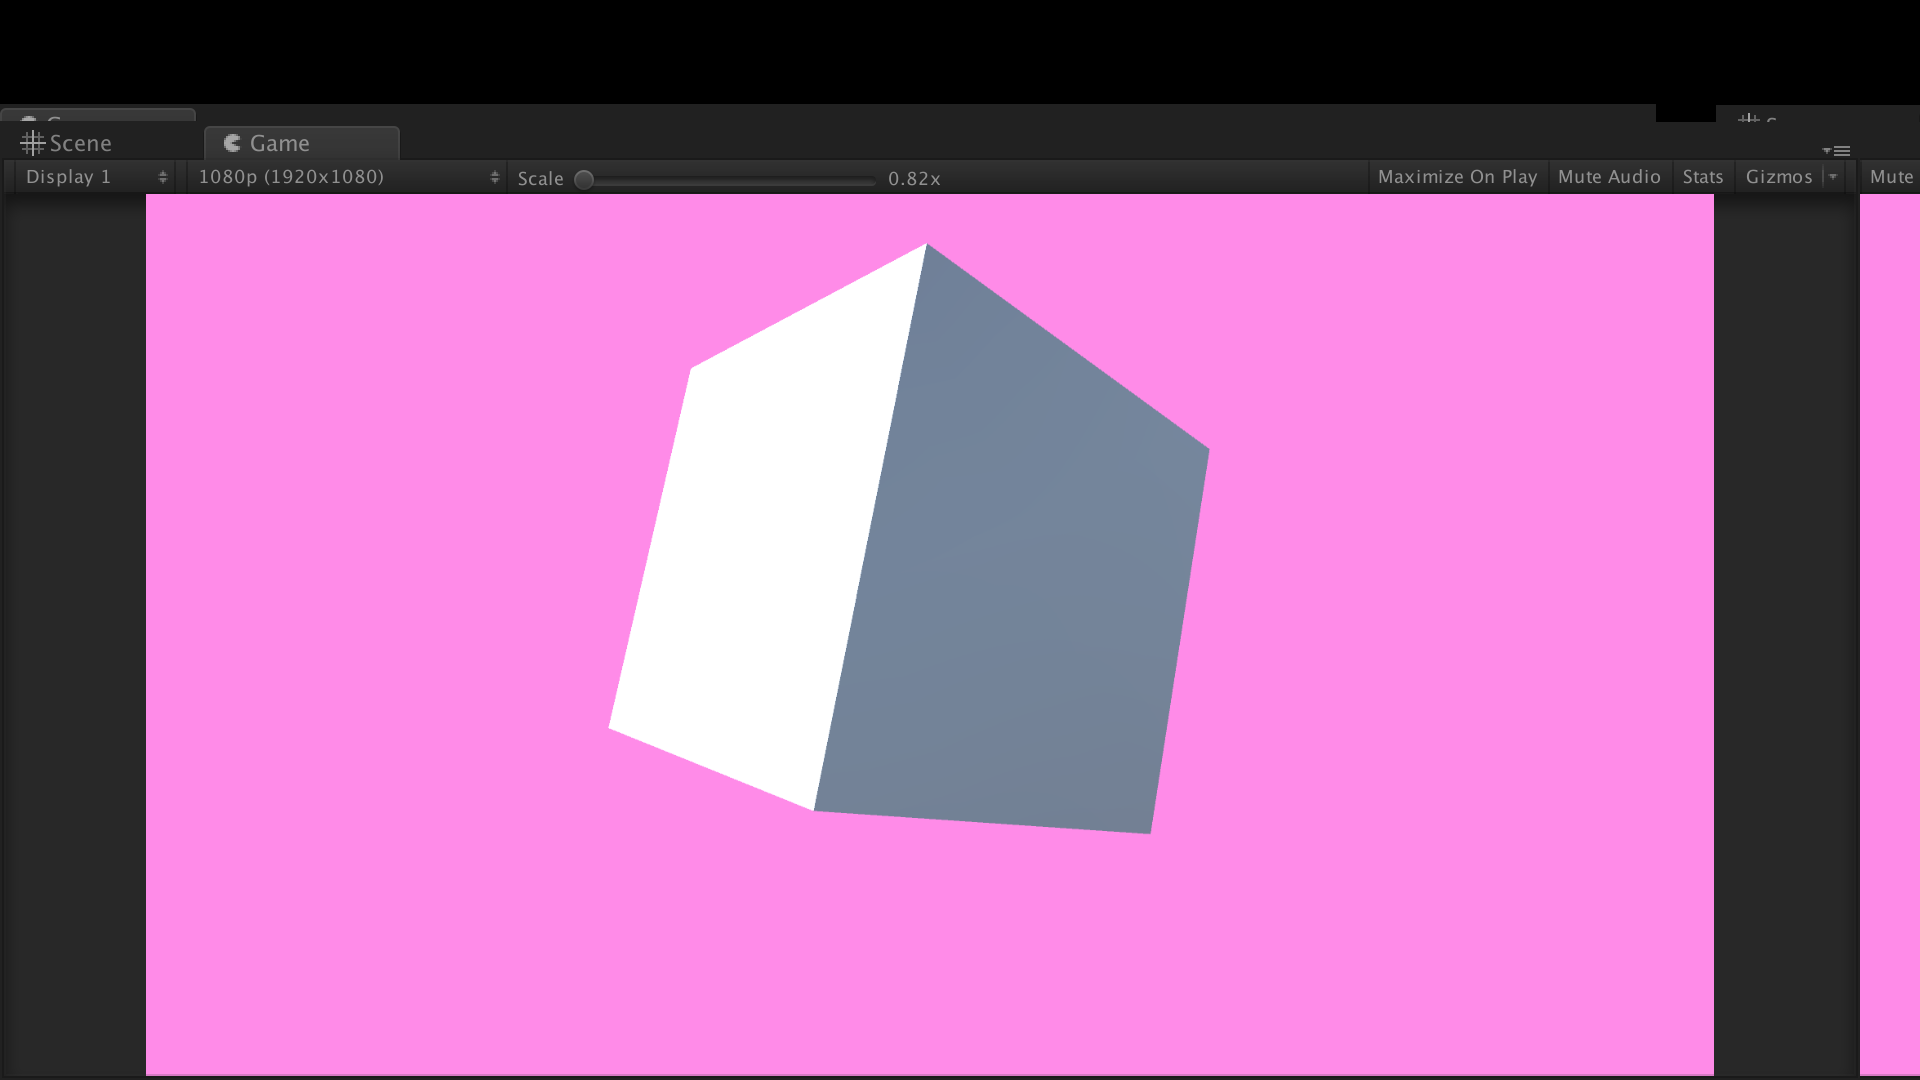 Scene
Game
Display 1
1080p (1920x1080)
Scale
0.82x
Maximize On Play
Mute Audio
Stats
Gizmos
Mute